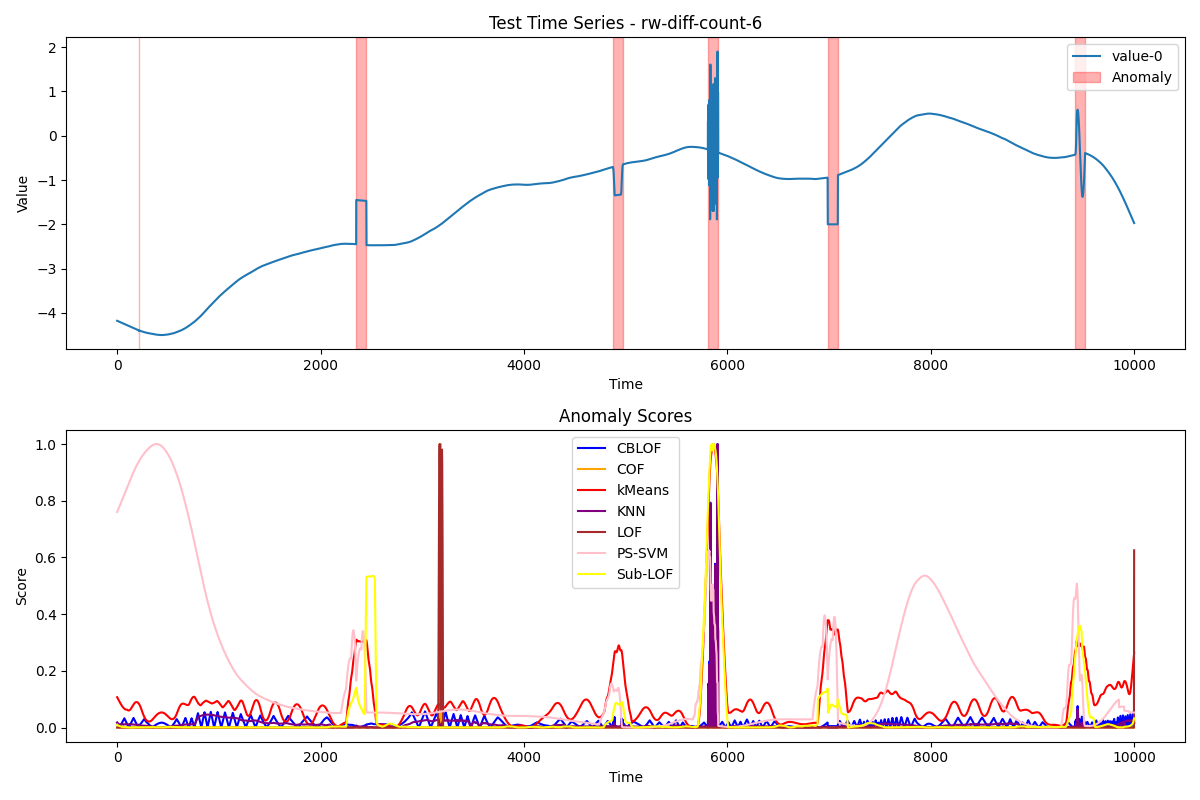 Test Time Series - rw-diff-count-6
2
1
0
−1
−2
−3
−4
Value
value-0
Anomaly
0 2000 4000 6000 8000 10000
Time
Anomaly Scores
1.0
0.8
0.6
0.4
0.2
0.0
Score
CBLOF
COF
kMeans
KNN
LOF
PS-SVM
Sub-LOF
0 2000 4000 6000 8000 10000
Time